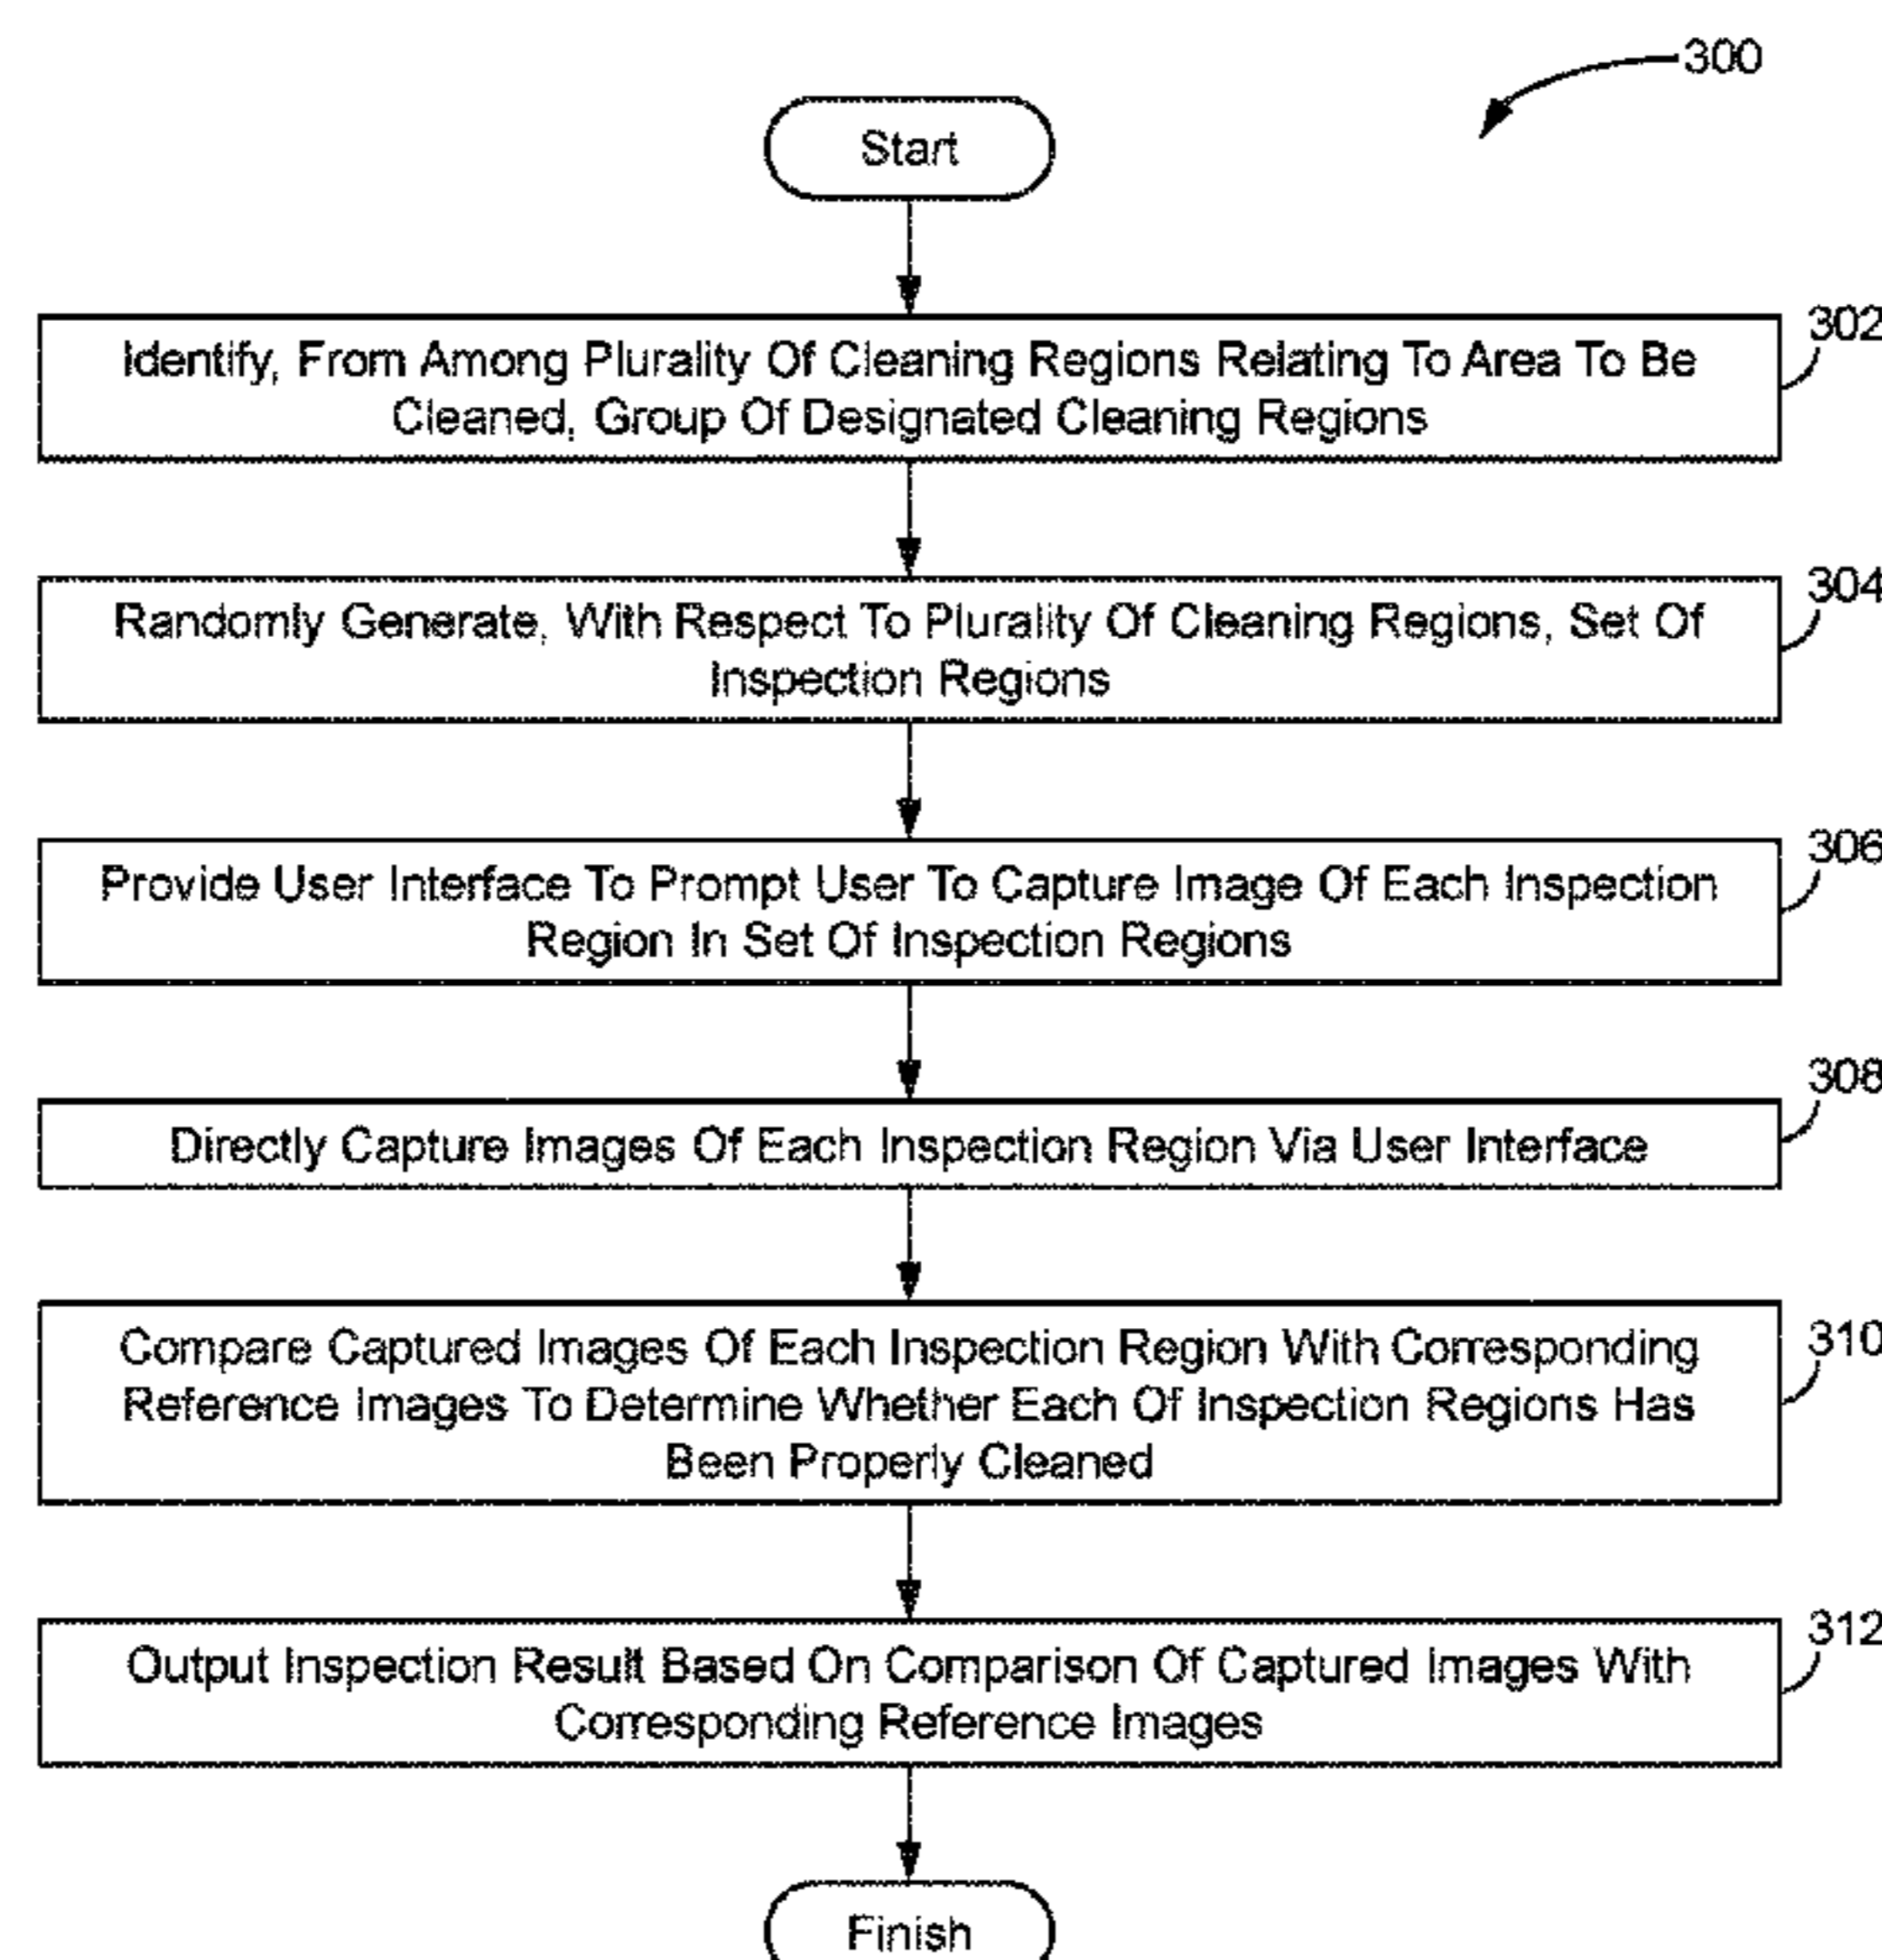 300
Start
302
Identify, From Among Plurality Of Cleaning Regions Relating To Area To Be
Cleaned, Group Of Designated Cleaning Regions
304
Randomly Generate, With Respect To Plurality Of Cleaning Regions, Set Of
Inspection Regions
306
Provide User Interface To Prompt User To Capture Image Of Each Inspection
Region In Set Of Inspection Regions
308
Directly Capture Images Of Each Inspection Region Via User Interface
310
Compare Captured Images Of Each Inspection Region With Corresponding
Reference Images To Determine Whether Each Of Inspection Regions Has
Been Properly Cleaned
312
Output Inspection Result Based On Comparison Of Captured Images With
Corresponding Reference Images
Finish